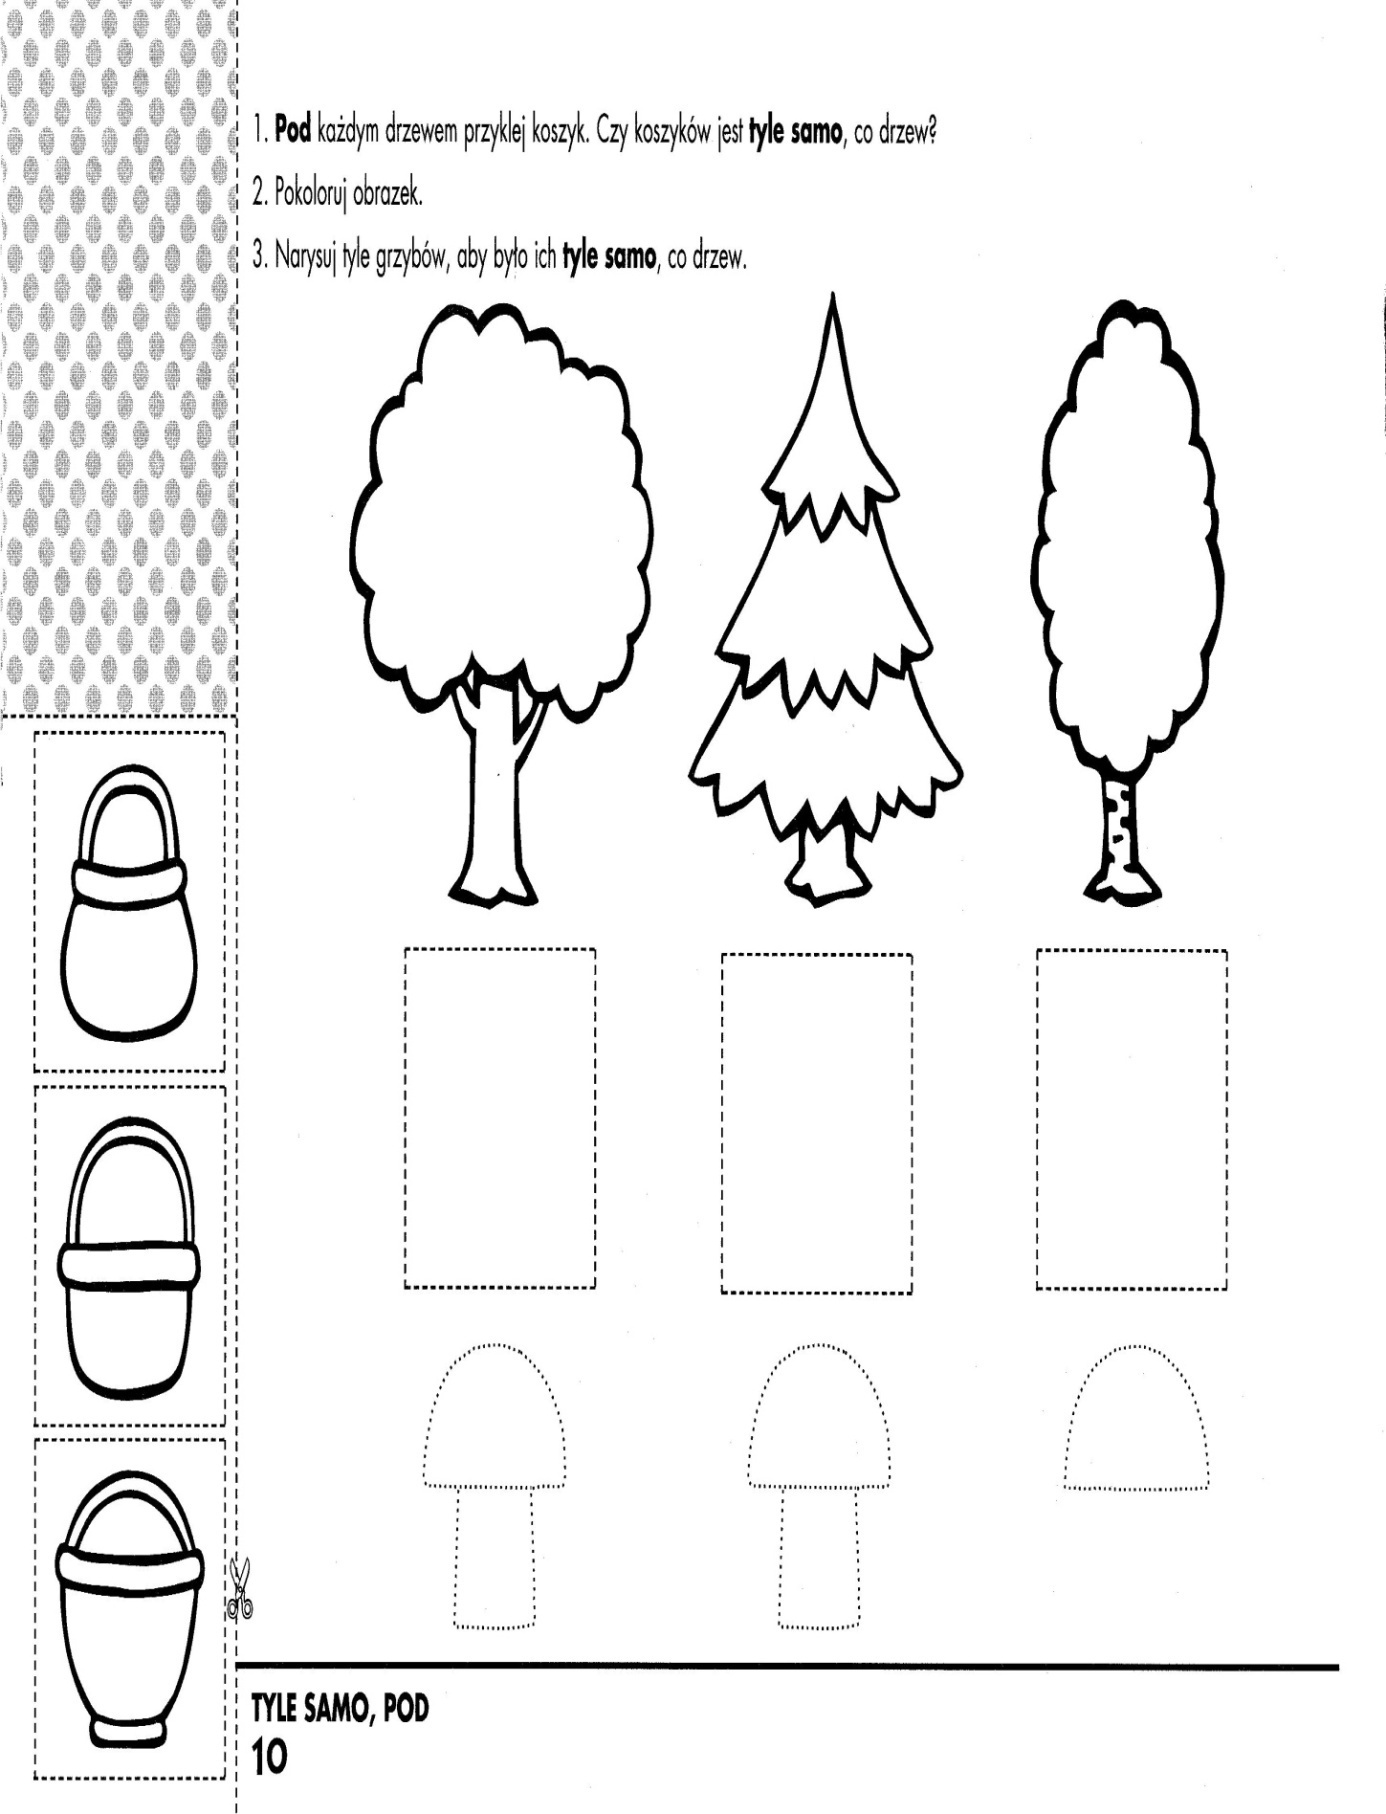 1. Pod każdym drzewem przyklej koszyk. Czy koszyków jest tyle samo, co drzew?
2. Pokoloruj obrazek.
3. Narysuj tyle grzybów, aby było ich tyle samo, co drzew.
TYLE SAMO, POD
10